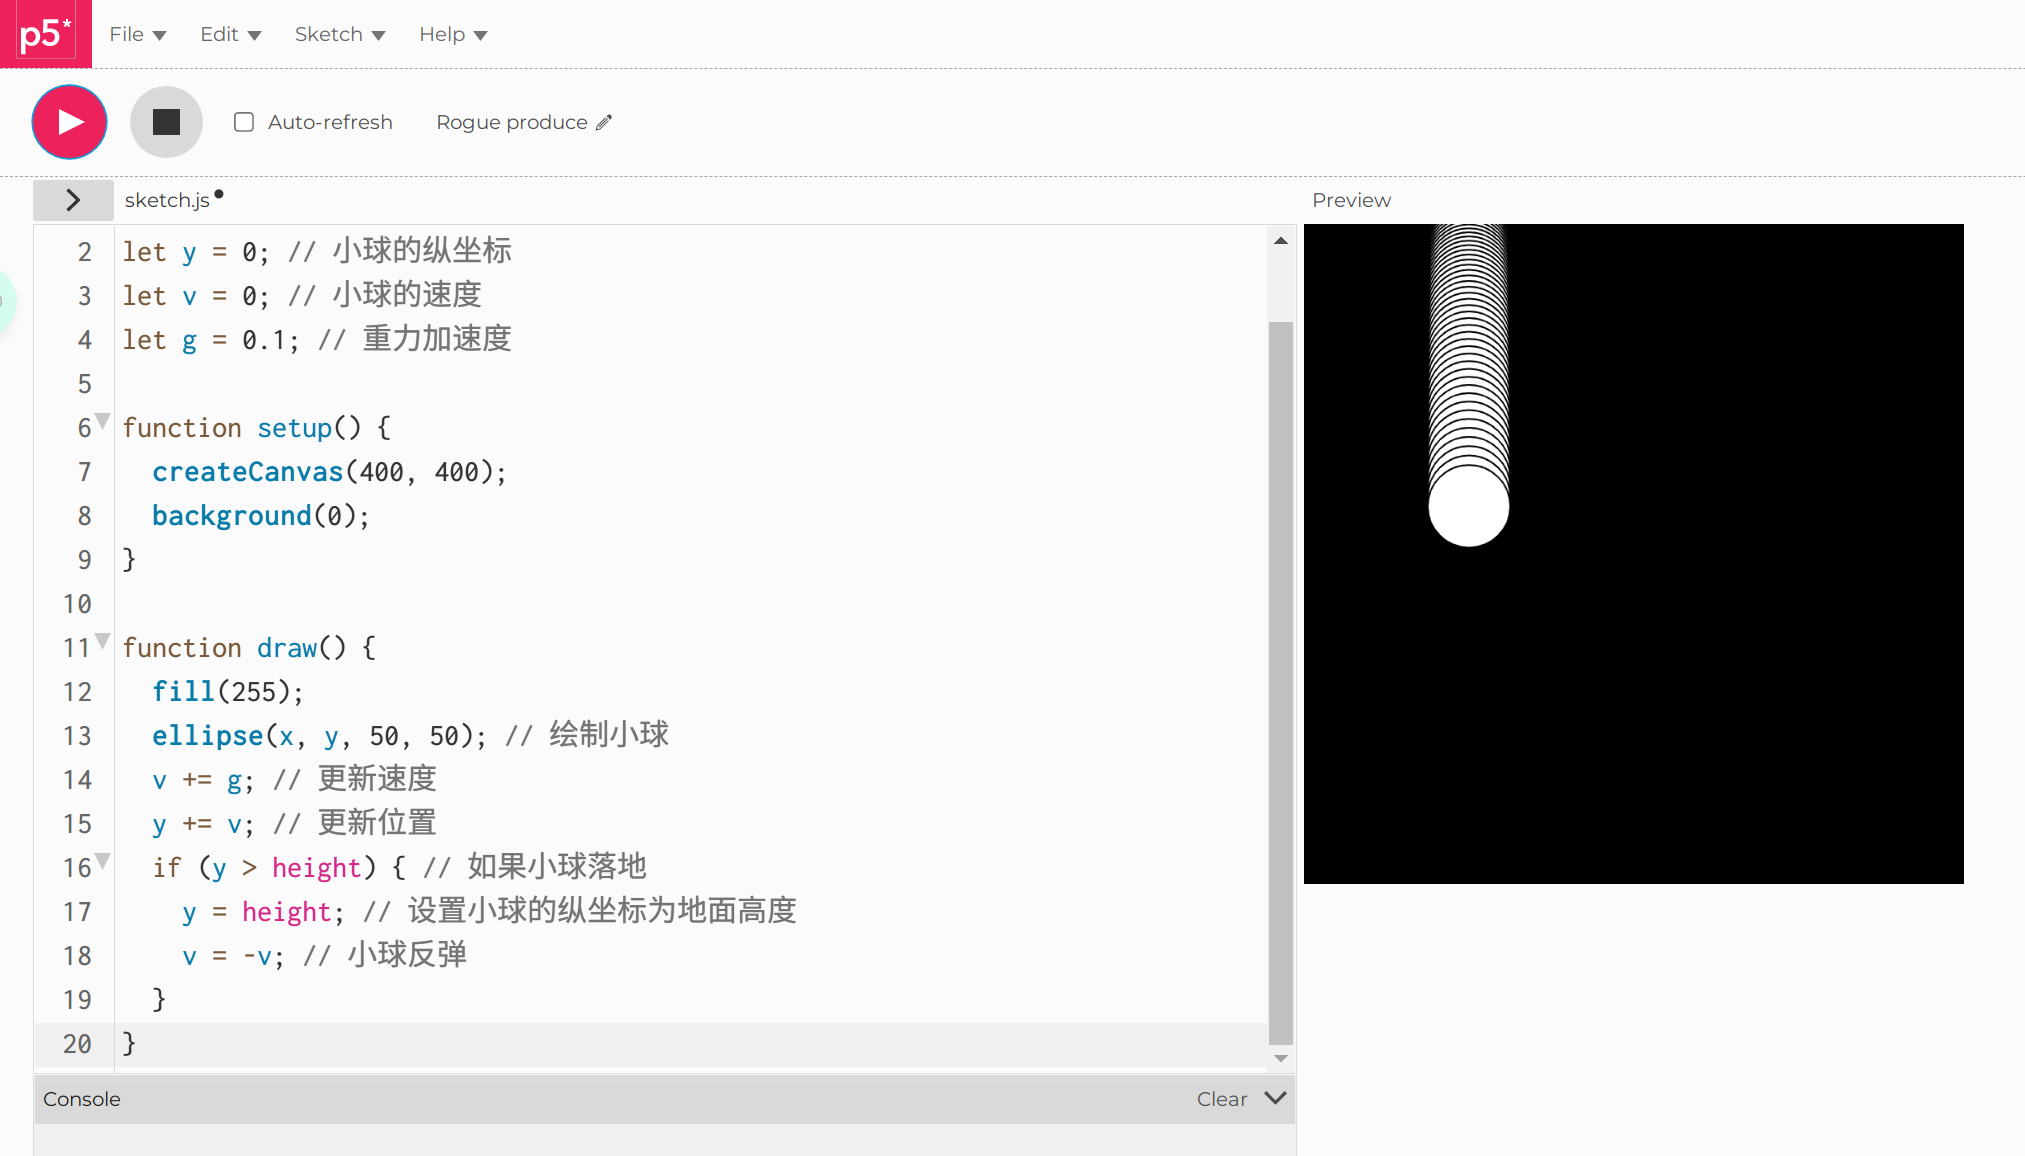 p5*
File Edit Sketch Help
Auto-refresh Rogue produce
sketch.js
Preview
2 let y = 0; // 小球的纵坐标
3 let v = 0; // 小球的速度
4 let g = 0.1; // 重力加速度
5
6 function setup() {
7 createCanvas(400, 400);
8 background(0);
9 }
10
11 function draw() {
12 fill(255);
13 ellipse(x, y, 50, 50); // 绘制小球
14 v += g; // 更新速度
15 y += v; // 更新位置
16 if (y > height) { // 如果小球落地
17 y = height; // 设置小球的纵坐标为地面高度
18 v = -v; // 小球反弹
19 }
20 }
Console
Clear